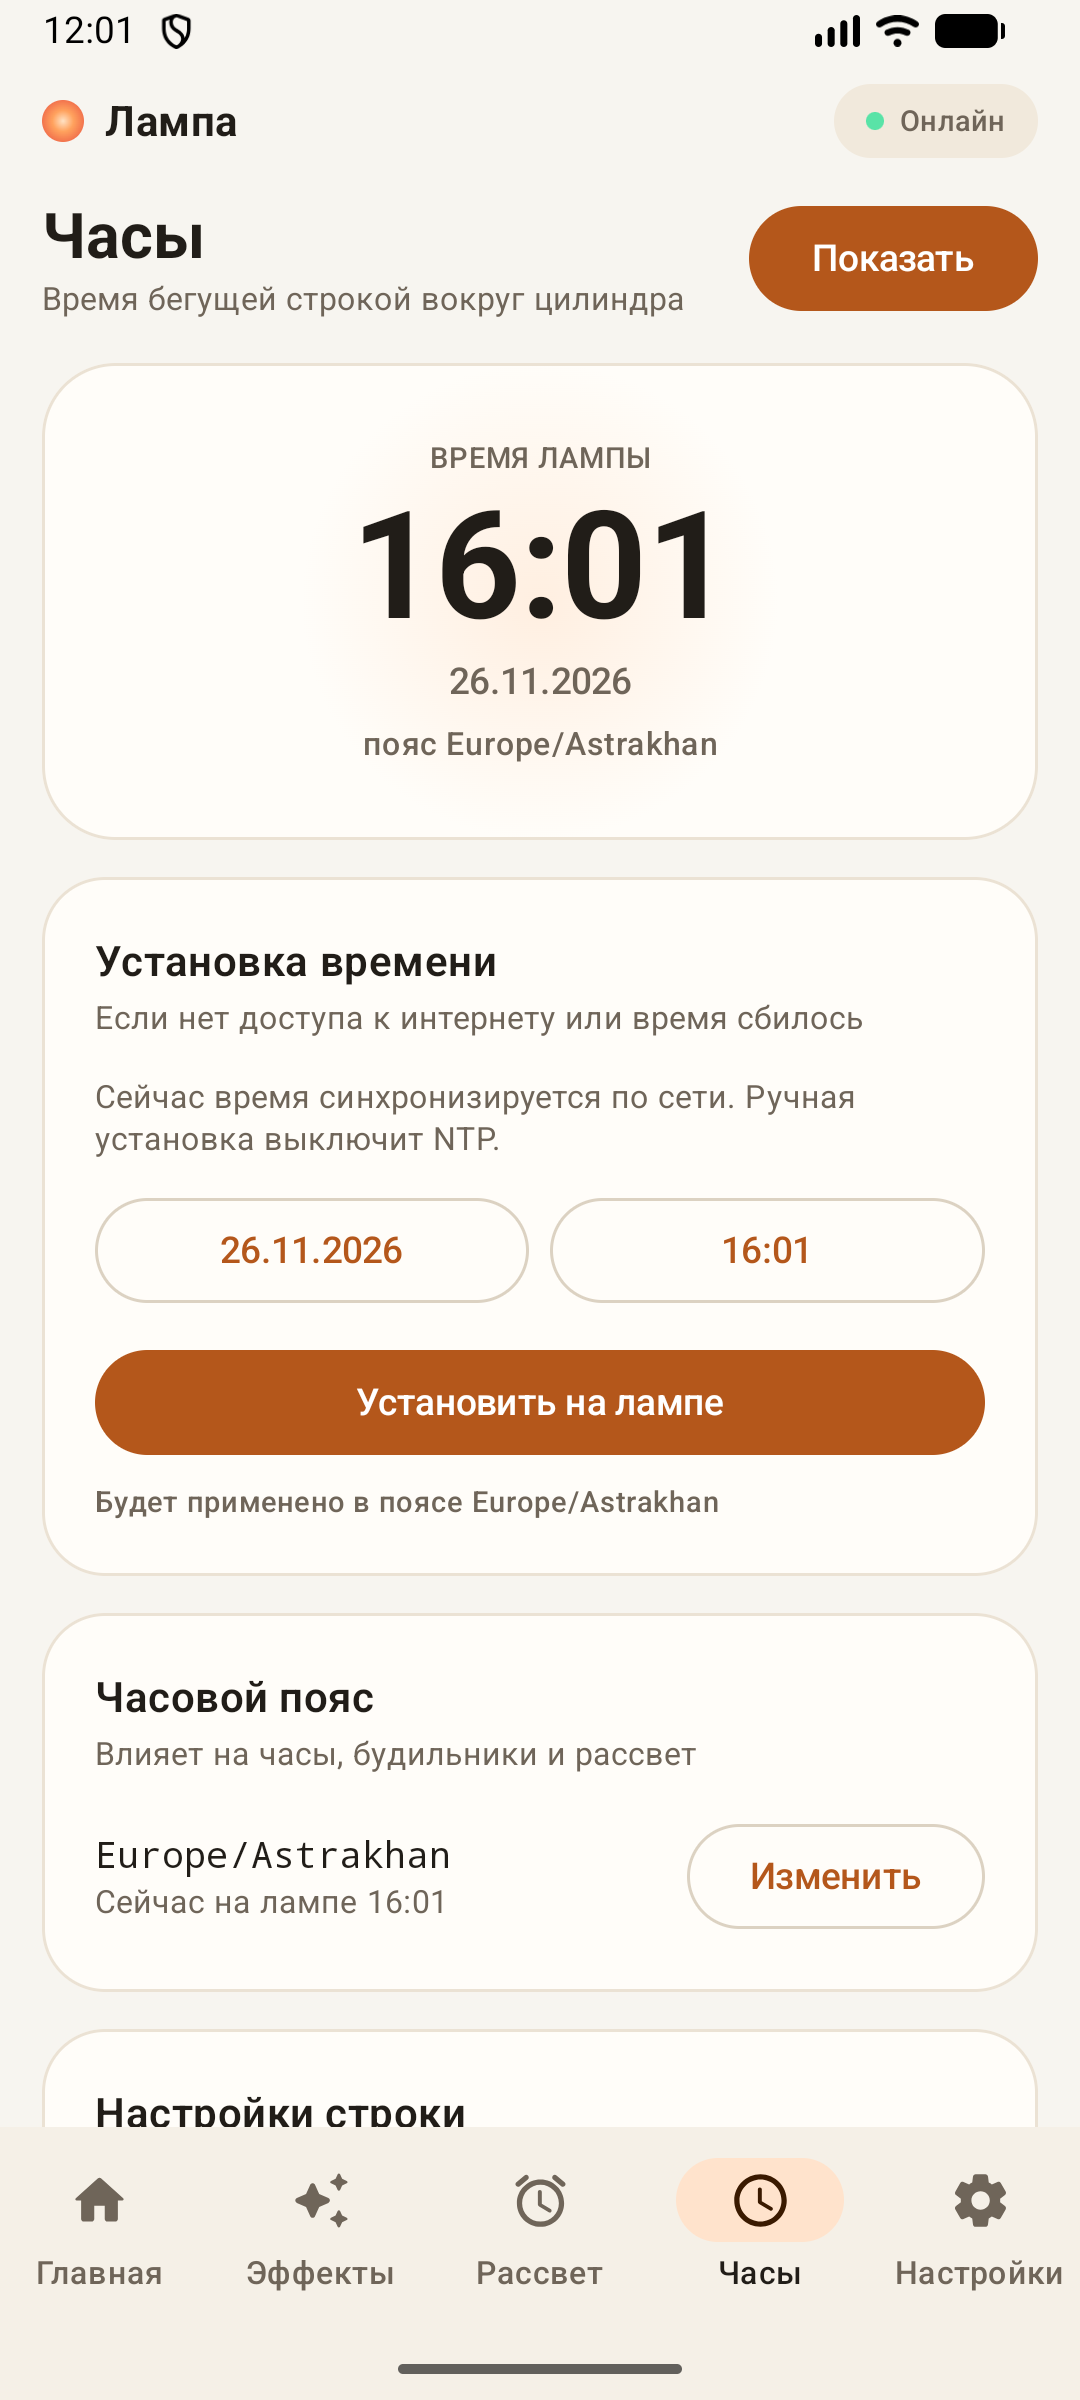 12:01
Лампа
Онлайн
Часы
Показать
Время бегущей строкой вокруг цилиндра
ВРЕМЯ ЛАМПЫ
16:01
26.11.2026
пояс Europe/Astrakhan
Установка времени
Если нет доступа к интернету или время сбилось
Сейчас время синхронизируется по сети. Ручная
установка выключит NTP.
26.11.2026
16:01
Установить на лампе
Будет применено в поясе Europe/Astrakhan
Часовой пояс
Влияет на часы, будильники и рассвет
Europe/Astrakhan
Сейчас на лампе 16:01
Изменить
Настройки строки
Главная
Эффекты
Рассвет
Часы
Настройки